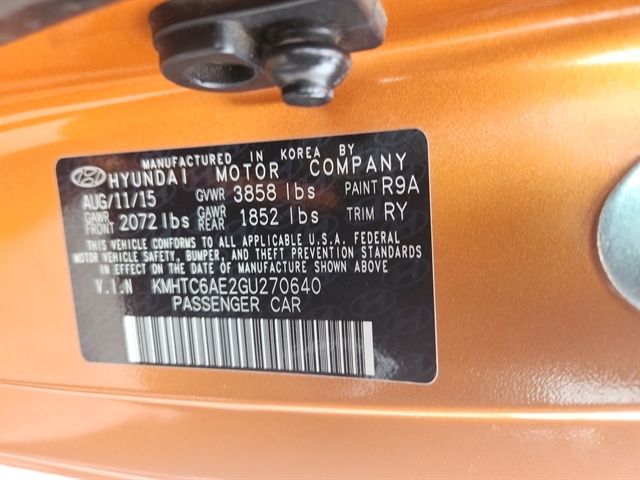 MANUFACTURED IN KOREA BY
HYUNDAI MOTOR COMPANY
AUG/11/15 GVWR 3858 lbs PAINT R9A
GAWR FRONT 2072 lbs GAWR REAR 1852 lbs TRIM RY
THIS VEHICLE CONFORMS TO ALL APPLICABLE U.S.A. FEDERAL
MOTOR VEHICLE SAFETY, BUMPER, AND THEFT PREVENTION STANDARDS
IN EFFECT ON THE DATE OF MANUFACTURE SHOWN ABOVE.
V.I.N KMHTC6AE2GU270640
PASSENGER CAR